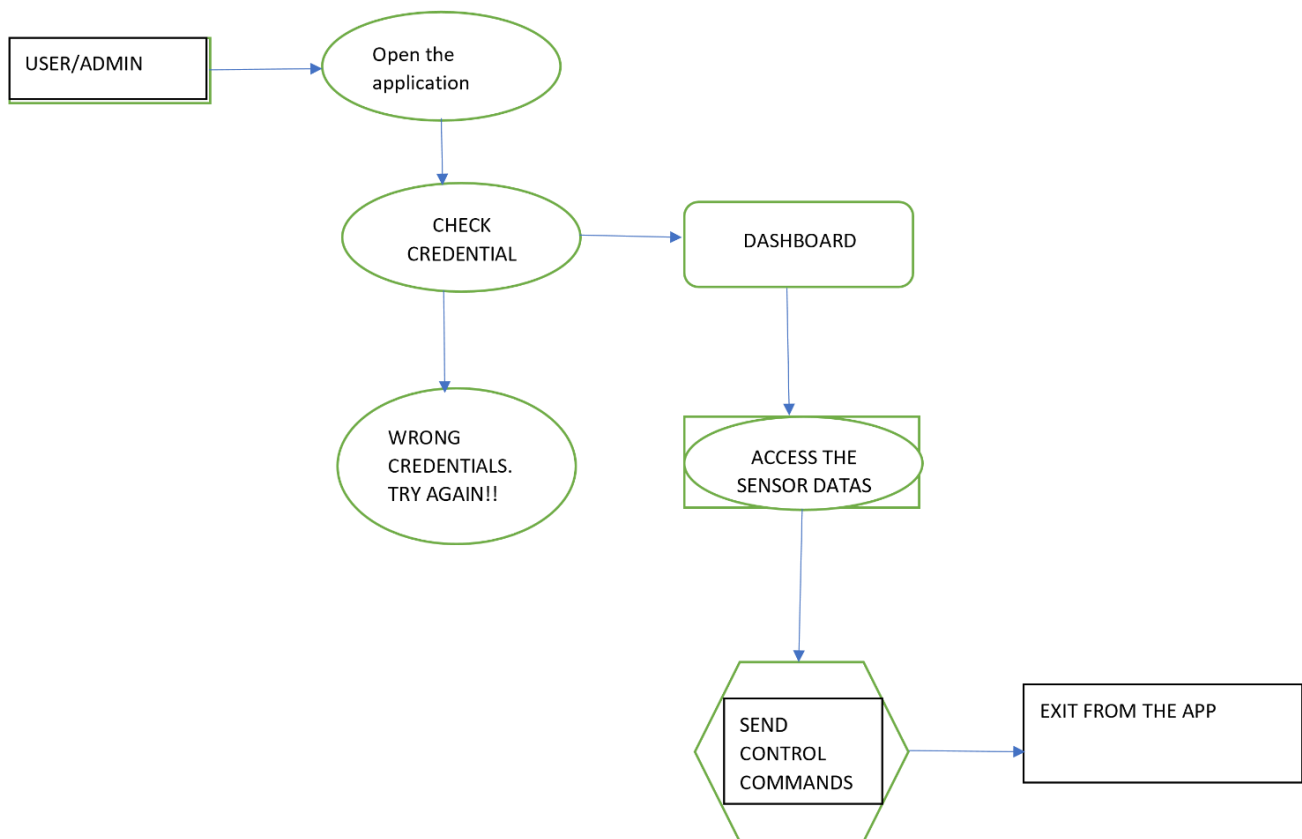 USER/ADMIN
Open the
application
CHECK
CREDENTIAL
DASHBOARD
WRONG
CREDENTIALS.
TRY AGAIN!!
ACCESS THE
SENSOR DATAS
SEND
CONTROL
COMMANDS
EXIT FROM THE APP